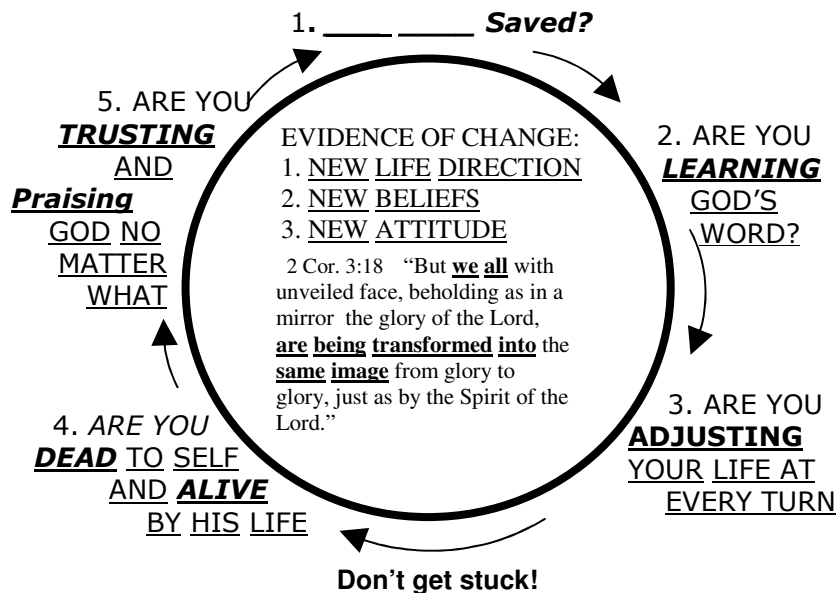 1. ____ ____ Saved?
2. ARE YOU
LEARNING
GOD'S
WORD?
3. ARE YOU
ADJUSTING
YOUR LIFE AT
EVERY TURN
Don't get stuck!
4. ARE YOU
DEAD TO SELF
AND ALIVE
BY HIS LIFE
5. ARE YOU
TRUSTING
AND
Praising
GOD NO
MATTER
WHAT
EVIDENCE OF CHANGE:
1. NEW LIFE DIRECTION
2. NEW BELIEFS
3. NEW ATTITUDE
2 Cor. 3:18 "But we all with
unveiled face, beholding as in a
mirror the glory of the Lord,
are being transformed into the
same image from glory to
glory, just as by the Spirit of the
Lord."